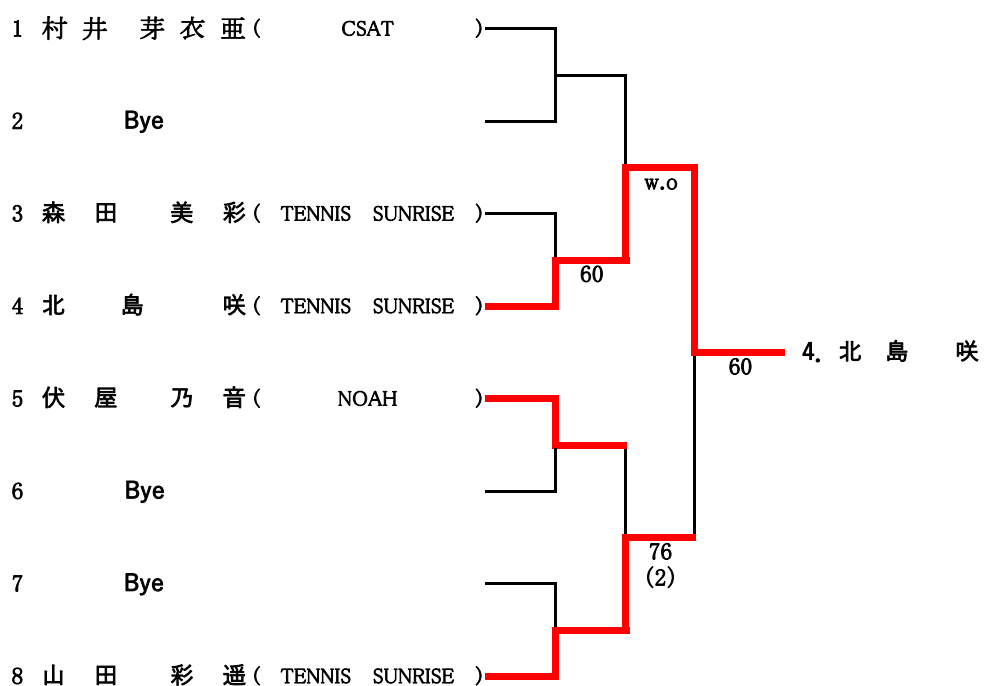 1 村井 芽衣亜( CSAT )
2 Bye
w.o
3 森田 美彩( TENNIS SUNRISE )
60
4 北島 咲( TENNIS SUNRISE )
4. 北島 咲
60
5 伏屋 乃音( NOAH )
6 Bye
76
(2)
7 Bye
8 山田 彩遥( TENNIS SUNRISE )